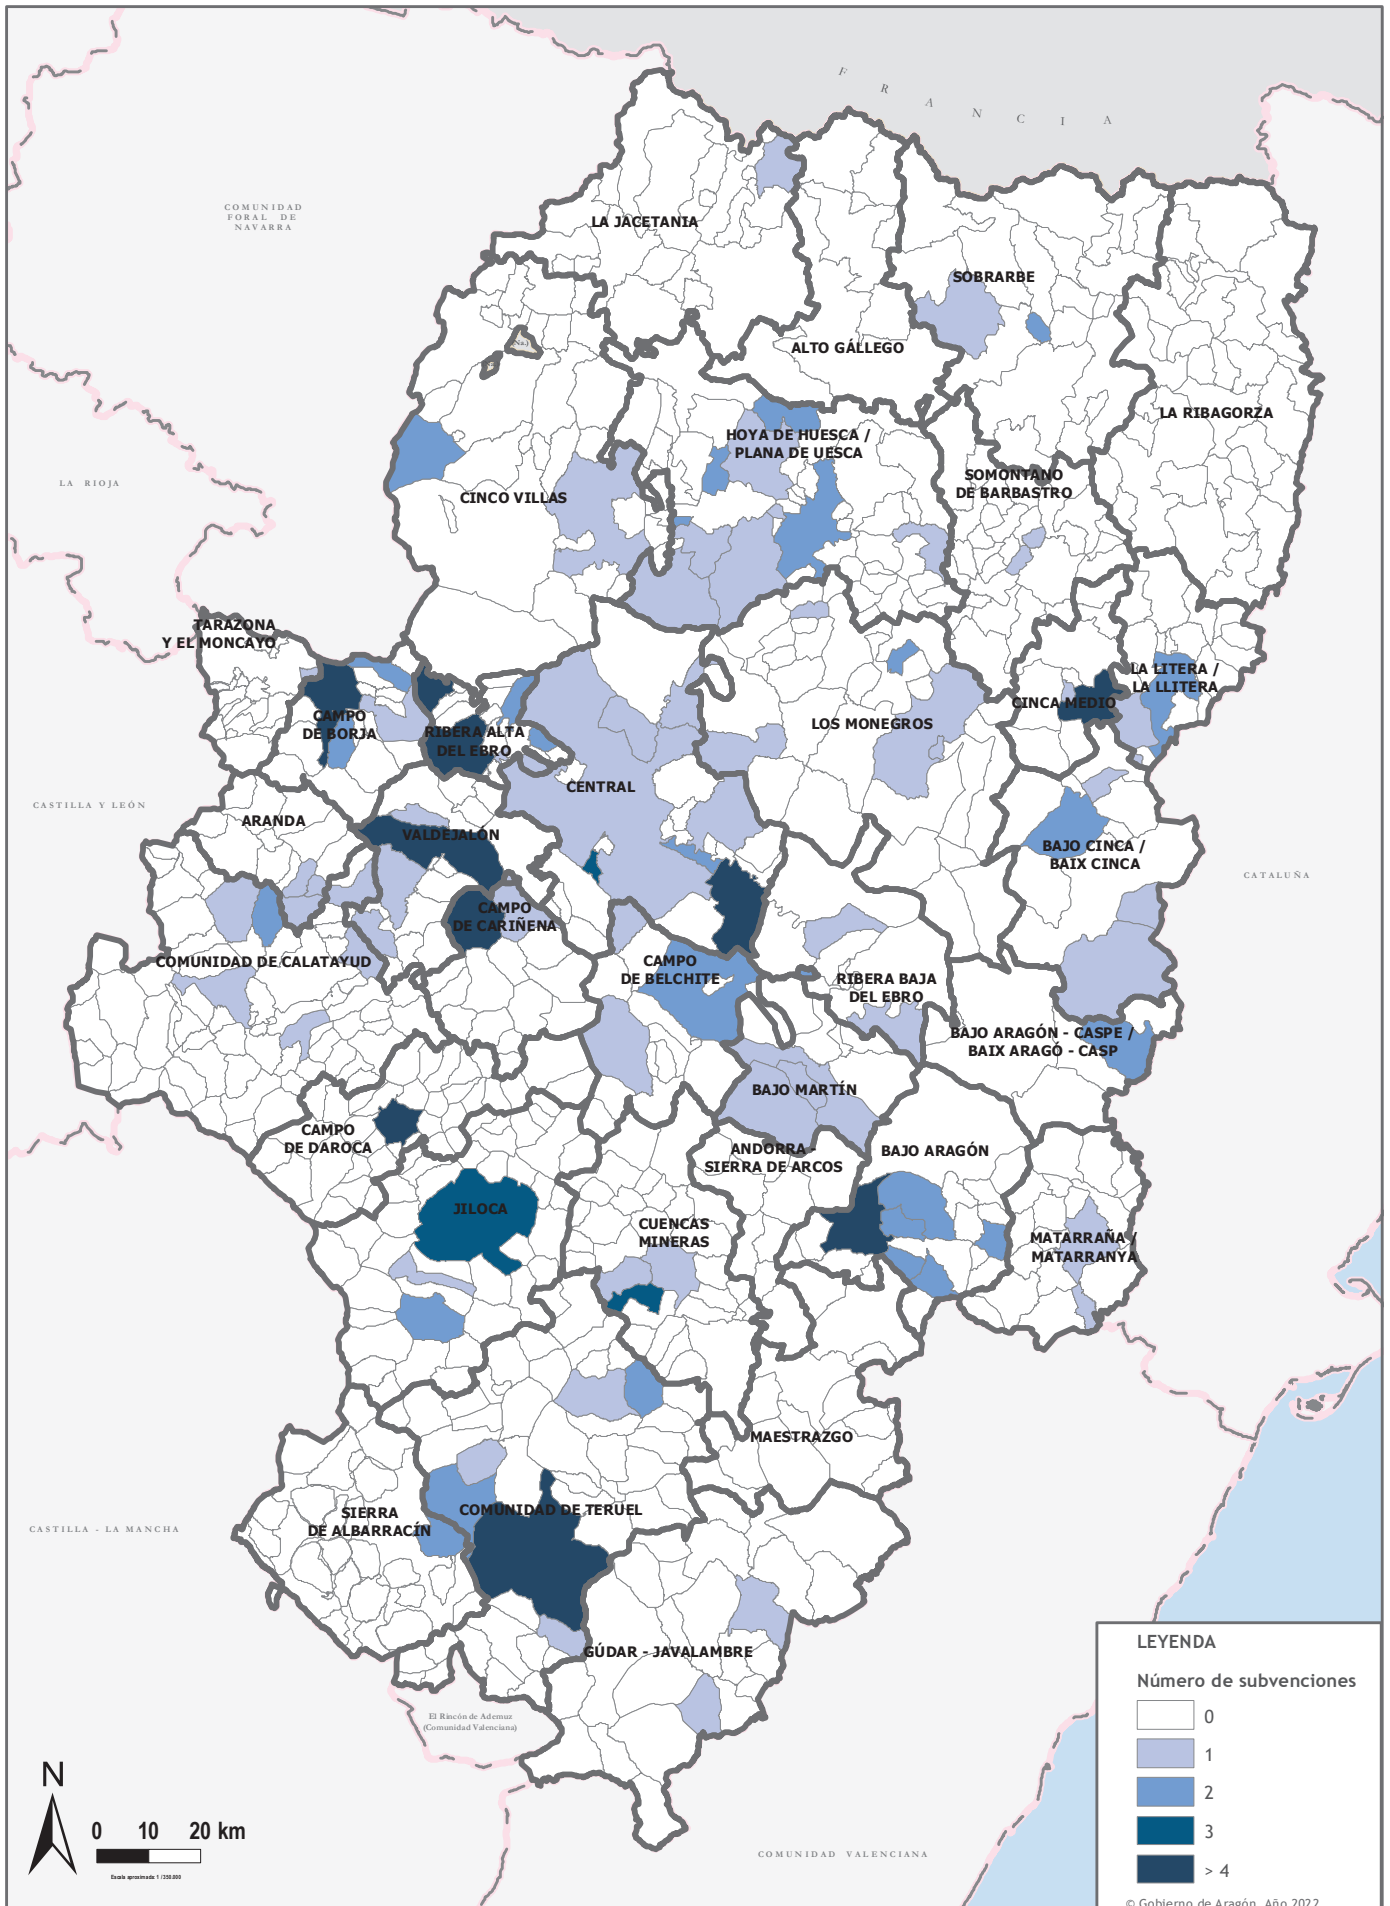 F R A N C I A
COMUNIDAD
FORAL DE
NAVARRA
LA JACETANIA
SOBRARBE
(Na.)
ALTO GÁLLEGO
LA RIBAGORZA
HOYA DE HUESCA /
PLANA DE UESCA
LA RIOJA
CINCO VILLAS
SOMONTANO
DE BARBASTRO
TARAZONA
Y EL MONCAYO
LA LITERA /
LA LLITERA
CINCA MEDIO
CAMPO
DE BORJA
RIBERA ALTA
DEL EBRO
LOS MONEGROS
CENTRAL
CASTILLA Y LEÓN
ARANDA
VALDEJALÓN
BAJO CINCA /
BAIX CINCA
CATALUÑA
CAMPO
DE CARIÑENA
COMUNIDAD DE CALATAYUD
CAMPO
DE BELCHITE
RIBERA BAJA
DEL EBRO
BAJO ARAGÓN - CASPE /
BAIX ARAGÓ - CASP
BAJO MARTÍN
CAMPO
DE DAROCA
ANDORRA -
SIERRA DE ARCOS
BAJO ARAGÓN
JILOCA
CUENCAS
MINERAS
MATARRAÑA /
MATARRANYA
MAESTRAZGO
SIERRA
DE ALBARRACÍN
COMUNIDAD DE TERUEL
CASTILLA - LA MANCHA
GÚDAR - JAVALAMBRE
El Rincón de Ademuz
(Comunidad Valenciana)
COMUNIDAD VALENCIANA
N
0 10 20 km
Escala aproximada: 1 / 350.000
LEYENDA
Número de subvenciones
0
1
2
3
> 4
© Gobierno de Aragón. Año 2022